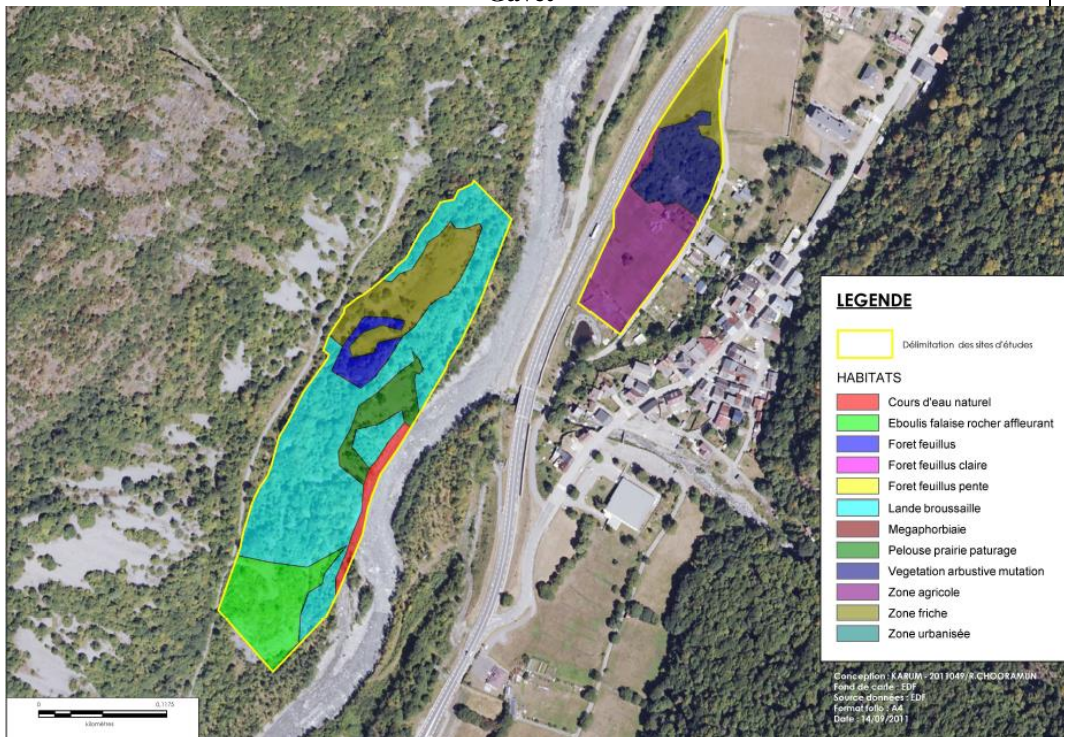 Gavet
LEGENDE
Délimitation des sites d'études
HABITATS
Cours d'eau naturel
Eboulis falaise rocher affleurant
Foret feuillus
Foret feuillus claire
Foret feuillus pente
Lande broussaille
Megaphorbiaie
Pelouse prairie paturage
Vegetation arbustive mutation
Zone agricole
Zone friche
Zone urbanisée
Conception : KARUM - 2011049/R.CHOORAMUN
Fond de carte : EDF
Source données : EDF
Format folio : A4
Date : 14/09/2011
0 0,1175
kilomètres